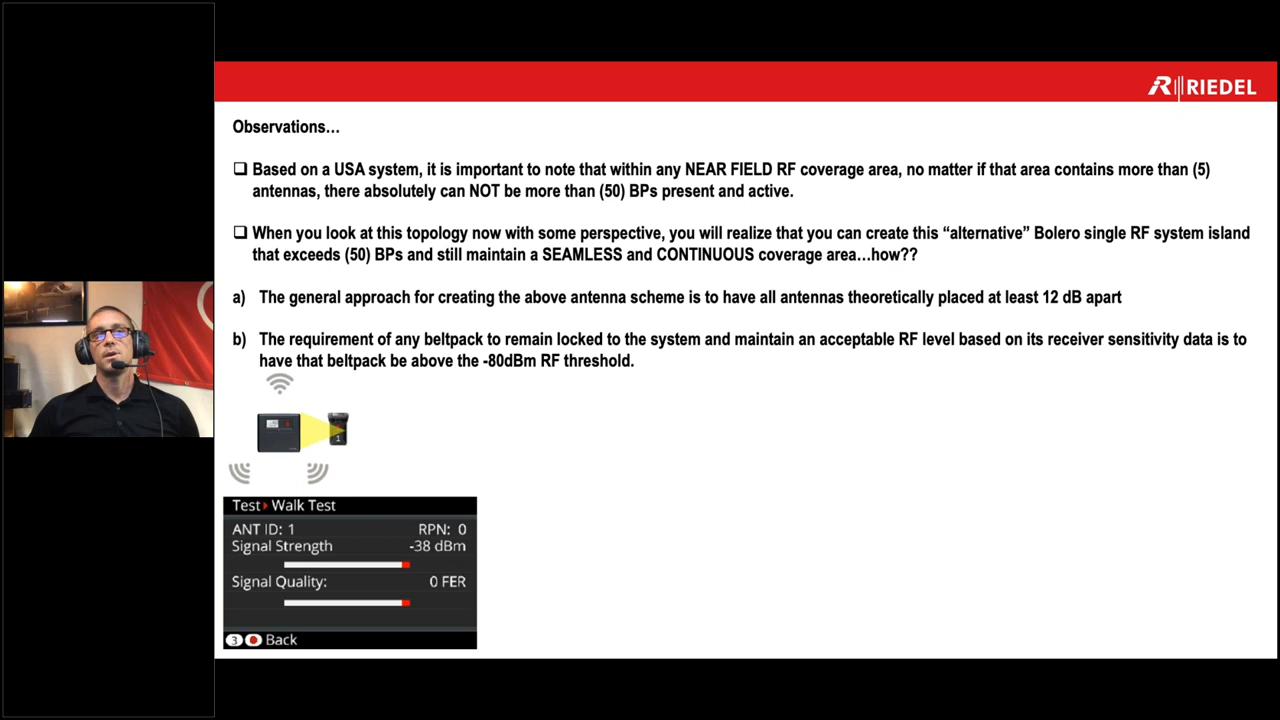 RIEDEL
Observations…
❑ Based on a USA system, it is important to note that within any NEAR FIELD RF coverage area, no matter if that area contains more than (5)
antennas, there absolutely can NOT be more than (50) BPs present and active.
❑ When you look at this topology now with some perspective, you will realize that you can create this “alternative” Bolero single RF system island
that exceeds (50) BPs and still maintain a SEAMLESS and CONTINUOUS coverage area…how??
a) The general approach for creating the above antenna scheme is to have all antennas theoretically placed at least 12 dB apart
b) The requirement of any beltpack to remain locked to the system and maintain an acceptable RF level based on its receiver sensitivity data is to
have that beltpack be above the -80dBm RF threshold.
1
Test Walk Test
ANT ID: 1 RPN: 0
Signal Strength -38 dBm
Signal Quality: 0 FER
3 Back